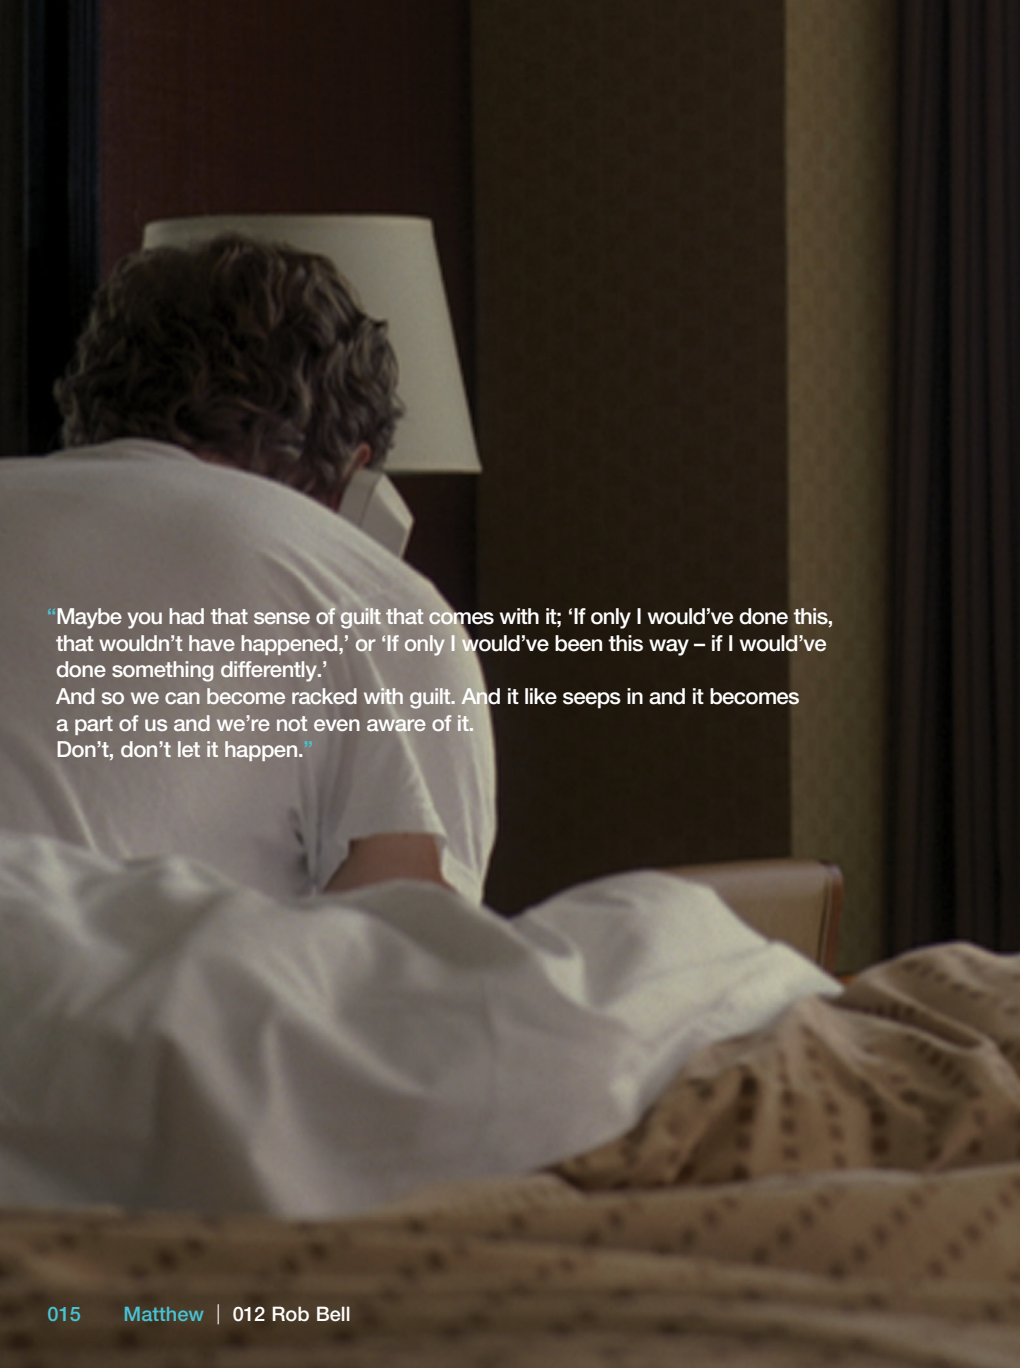 “Maybe you had that sense of guilt that comes with it; ‘If only I would’ve done this,
that wouldn’t have happened,’ or ‘If only I would’ve been this way – if I would’ve
done something differently.’
And so we can become racked with guilt. And it like seeps in and it becomes
a part of us and we’re not even aware of it.
Don’t, don’t let it happen.”
015 Matthew | 012 Rob Bell